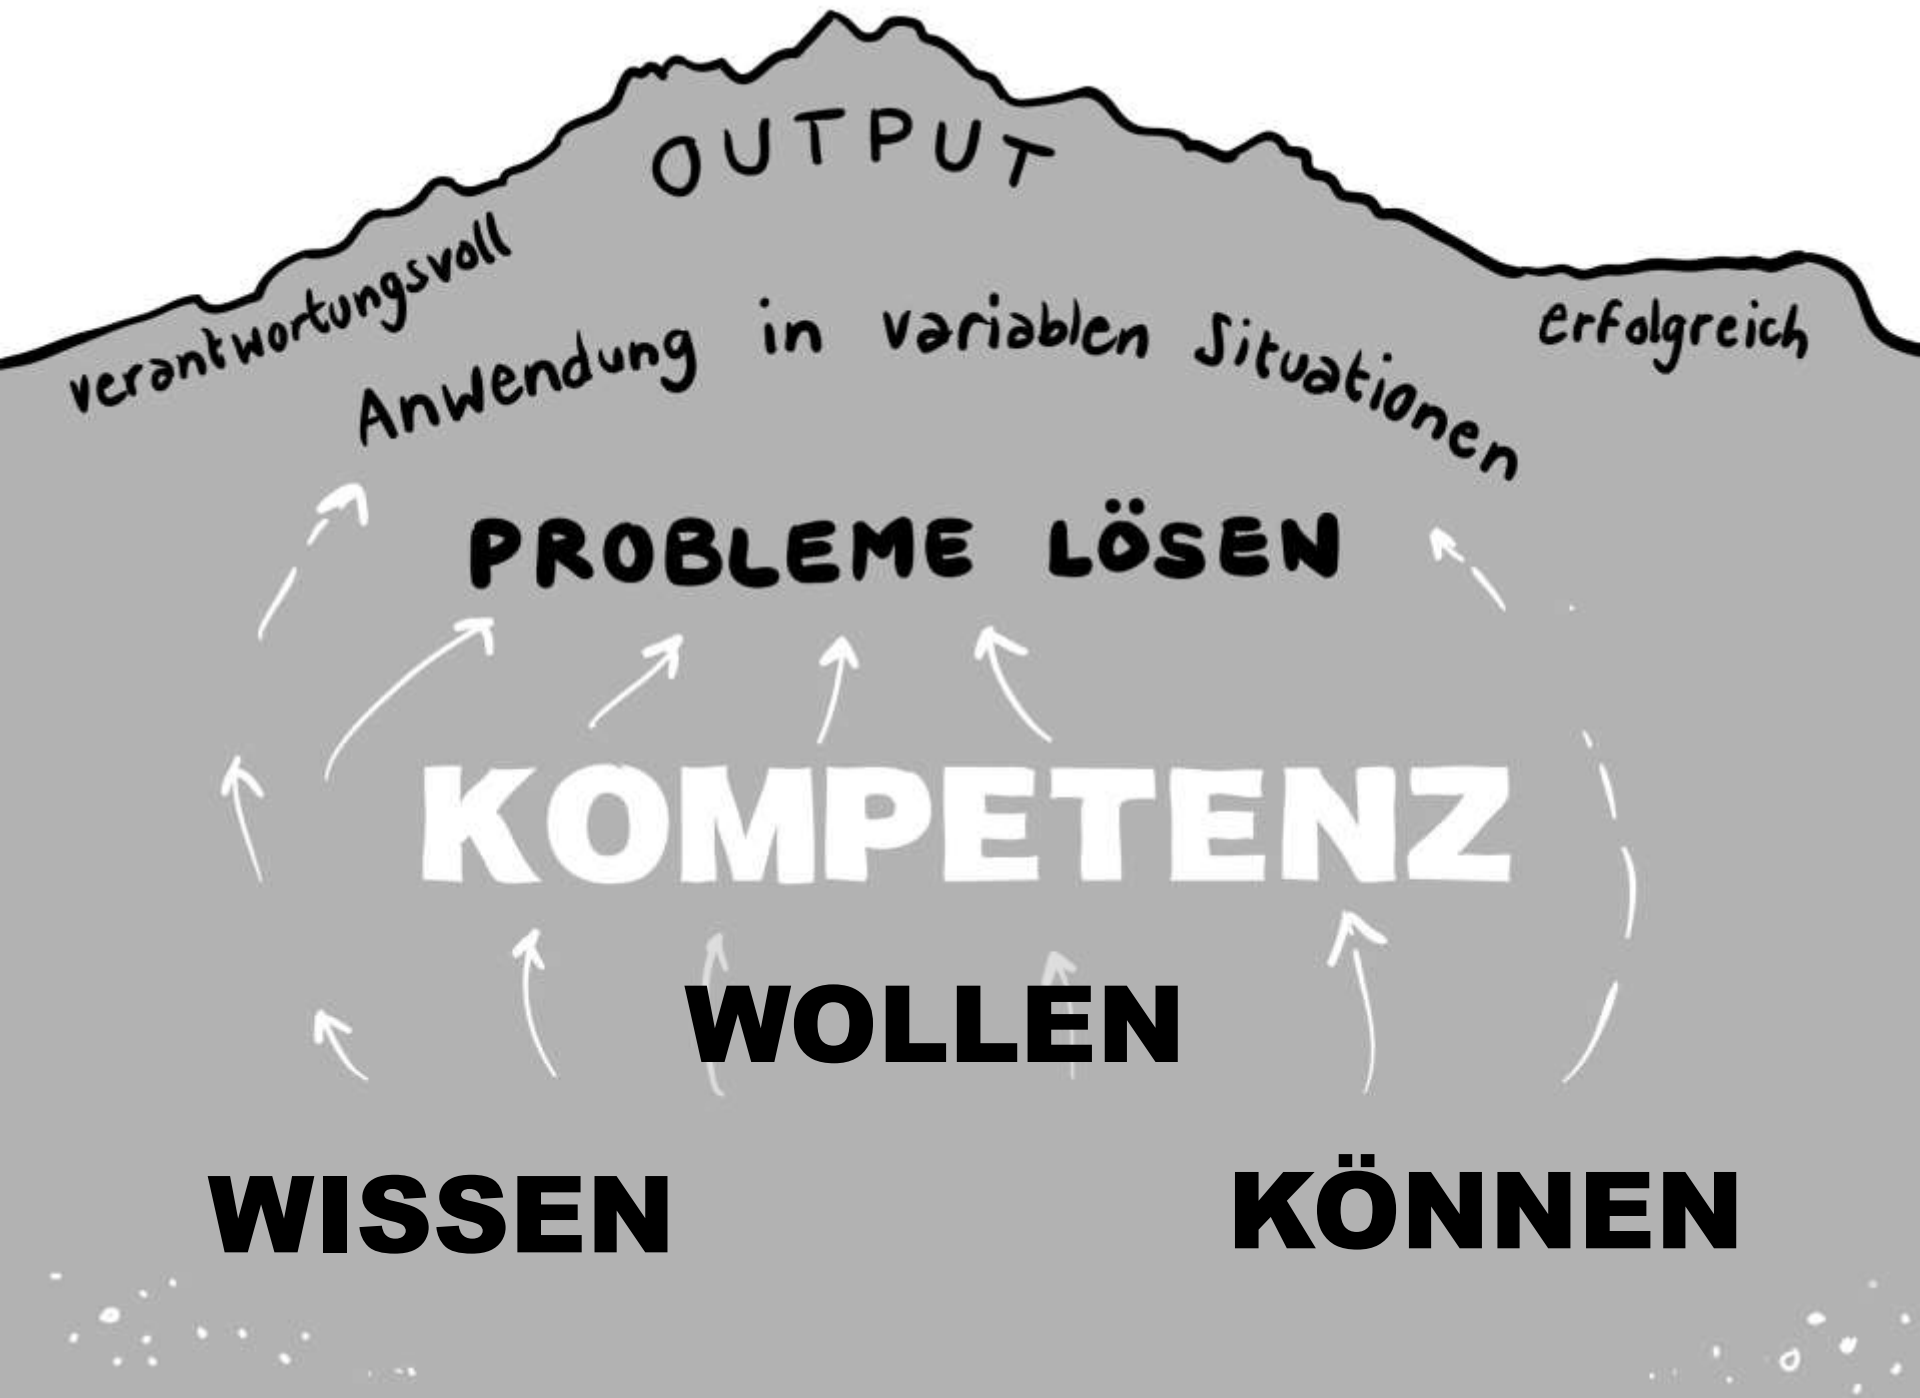 OUTPUT
verantwortungsvoll
Anwendung in variablen Situationen
erfolgreich
PROBLEME LÖSEN
KOMPETENZ
WOLLEN
WISSEN
KÖNNEN